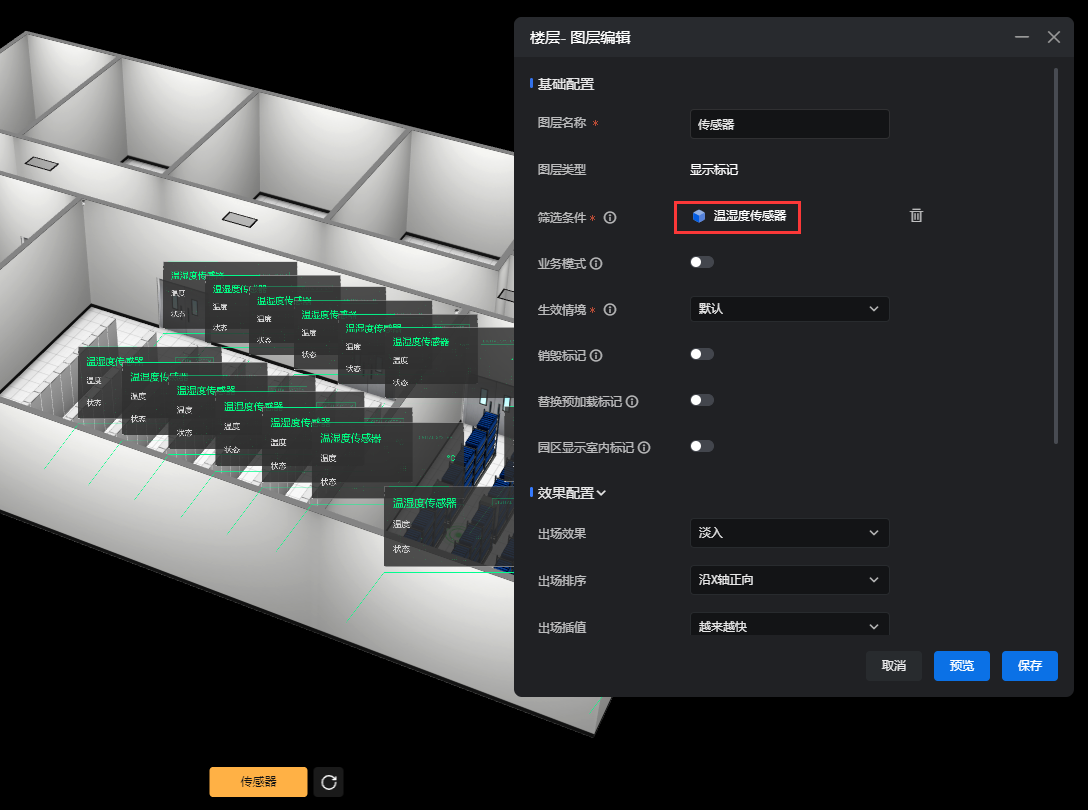 楼层- 图层编辑
基础配置
图层名称 *
传感器
图层类型
显示标记
筛选条件 *
温湿度传感器
业务模式
生效情境 *
默认
销毁标记
替换预加载标记
园区显示室内标记
效果配置
出场效果
淡入
出场排序
沿X轴正向
出场插值
越来越快
取消
预览
保存
温湿度传感器
温度
状态
温湿度传感器
温度
状态
温湿度传感器
温度
状态
温湿度传感器
温度
状态
温湿度传感器
温度
状态
温湿度传感器
温度
状态
温湿度传感器
温度
状态
温湿度传感器
温度
状态
温湿度传感器
温度
状态
温湿度传感器
温度
状态
温湿度传感器
温度
状态
温湿度传感器
温度
状态
温湿度传感器
温度
状态
传感器